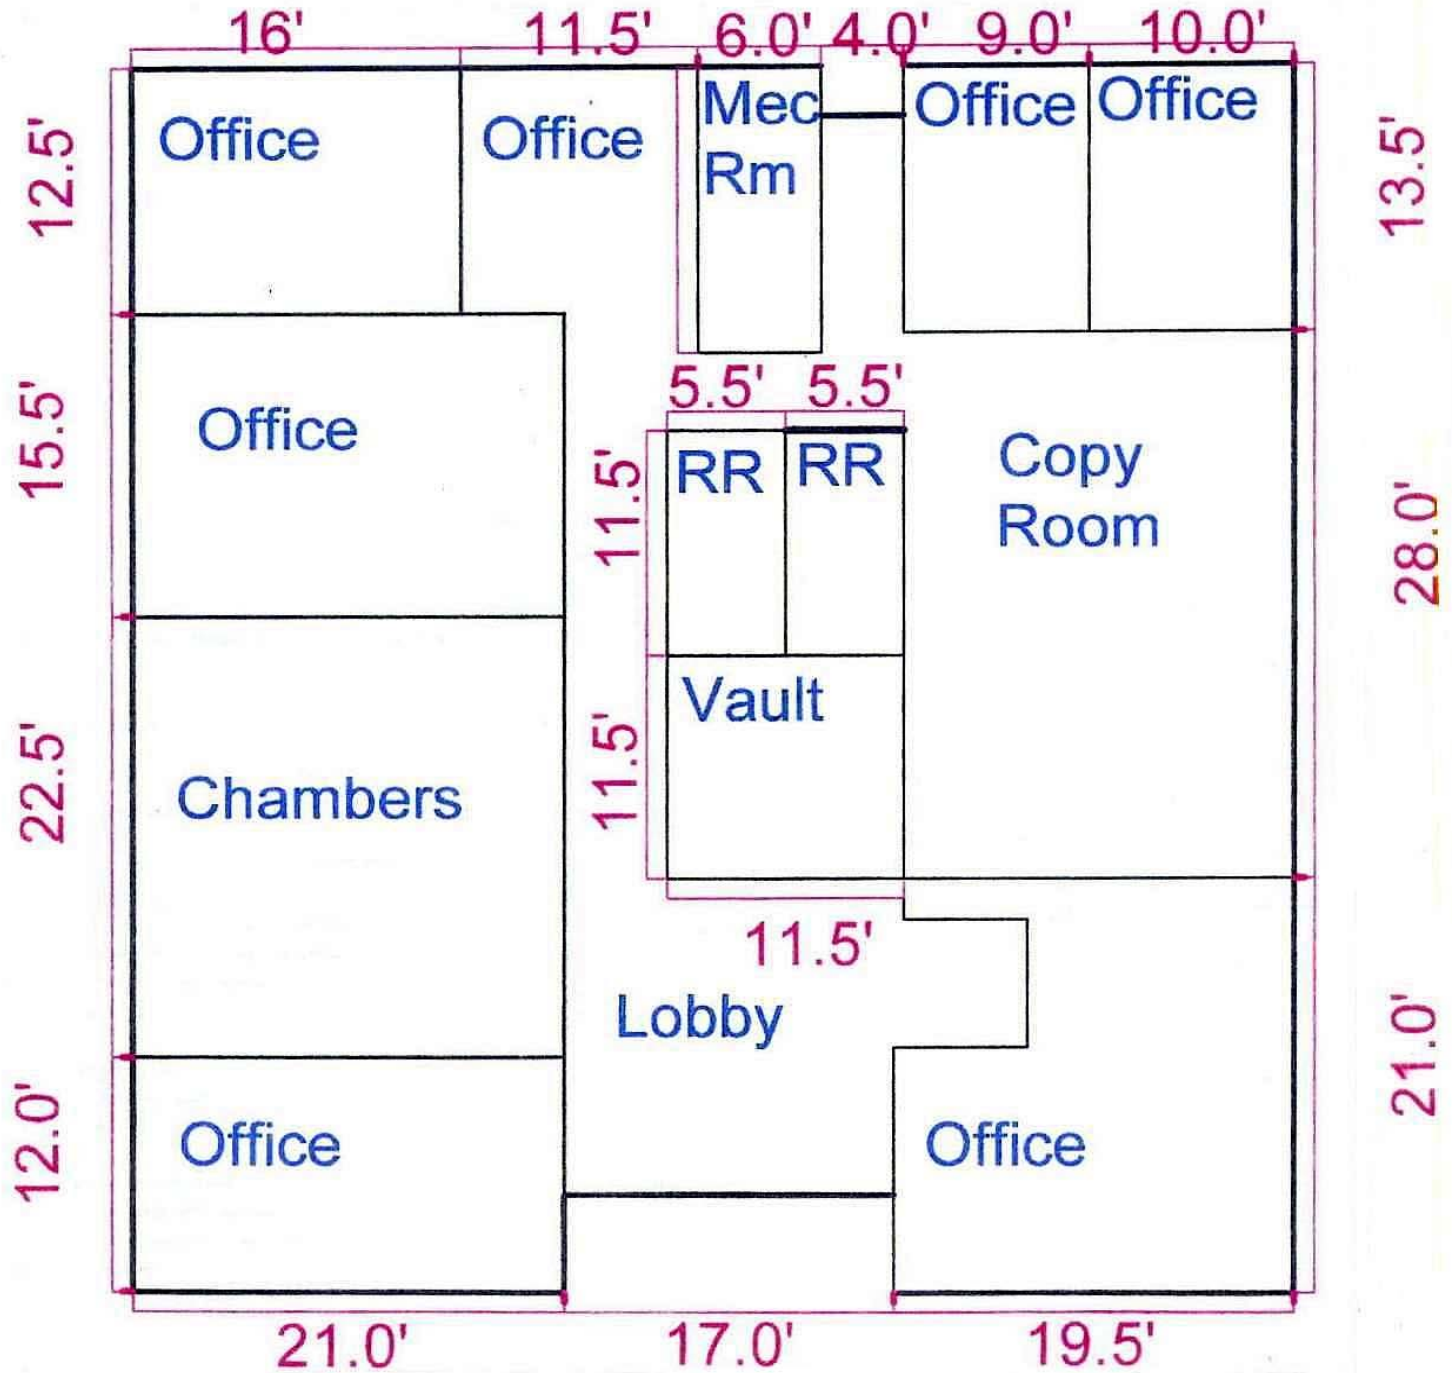 16' 11.5' 6.0' 4.0' 9.0' 10.0'
12.5'
Office
Office
Mec
Rm
Office
Office
13.5'
5.5' 5.5'
15.5'
Office
11.5'
RR
RR
Copy
Room
28.0'
22.5'
Chambers
11.5'
Vault
11.5'
Lobby
21.0'
12.0'
Office
Office
21.0' 17.0' 19.5'